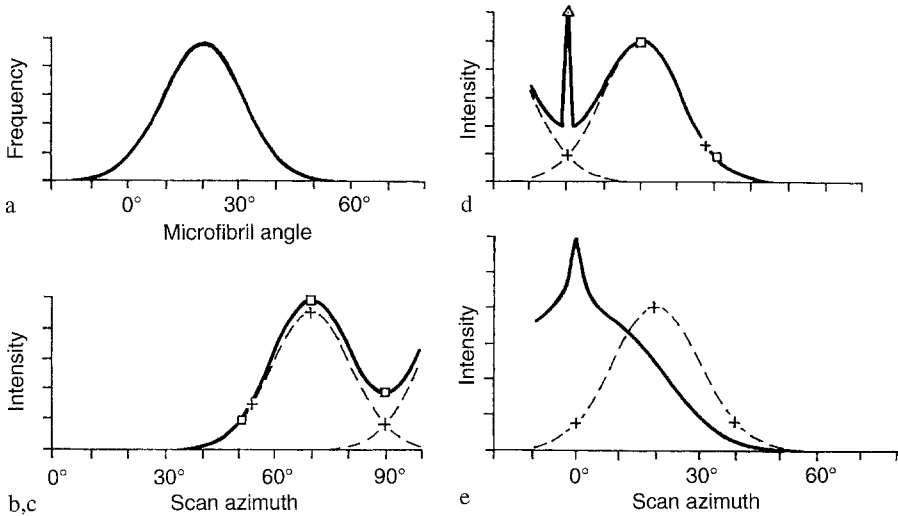 Frequency
0° 30° 60°
a
Microfibril angle
Intensity
d
Intensity
0° 30° 60° 90°
b,c
Scan azimuth
Intensity
0° 30° 60°
e
Scan azimuth